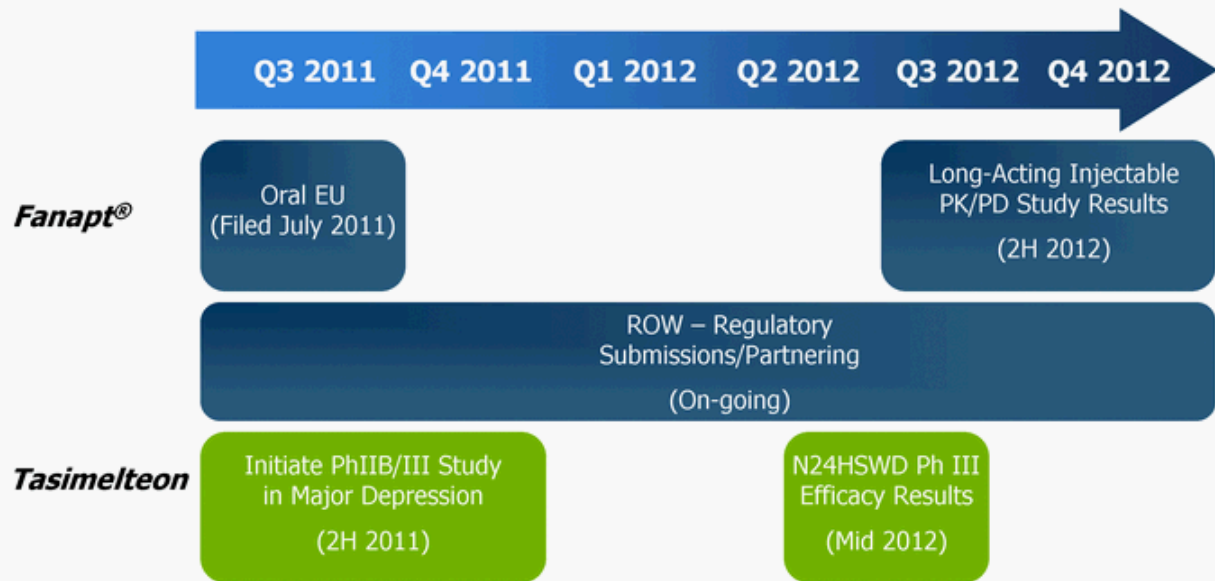 Q3 2011 Q4 2011 Q1 2012 Q2 2012 Q3 2012 Q4 2012
Fanapt®
Oral EU
(Filed July 2011)
Long-Acting Injectable
PK/PD Study Results
(2H 2012)
ROW – Regulatory
Submissions/Partnering
(On-going)
Tasimelteon
Initiate PhIIB/III Study
in Major Depression
(2H 2011)
N24HSWD Ph III
Efficacy Results
(Mid 2012)